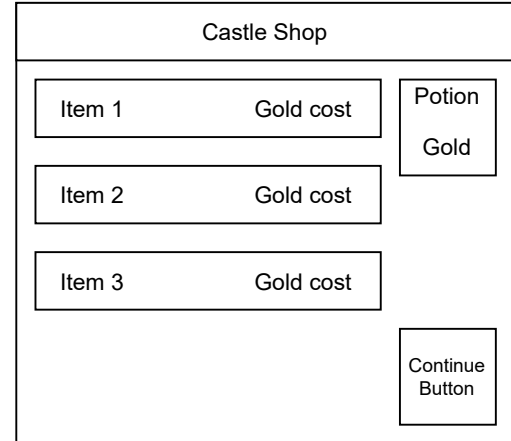 Castle Shop
Item 1 Gold cost
Potion
Gold
Item 2 Gold cost
Item 3 Gold cost
Continue
Button